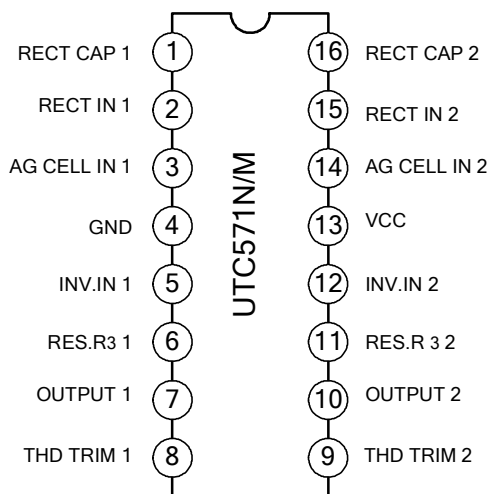 RECT CAP 1 1 16 RECT CAP 2
RECT IN 1 2 15 RECT IN 2
AG CELL IN 1 3 14 AG CELL IN 2
GND 4 13 VCC
INV.IN 1 5 12 INV.IN 2
RES.R3 1 6 11 RES.R 3 2
OUTPUT 1 7 10 OUTPUT 2
THD TRIM 1 8 9 THD TRIM 2
UTC571N/M